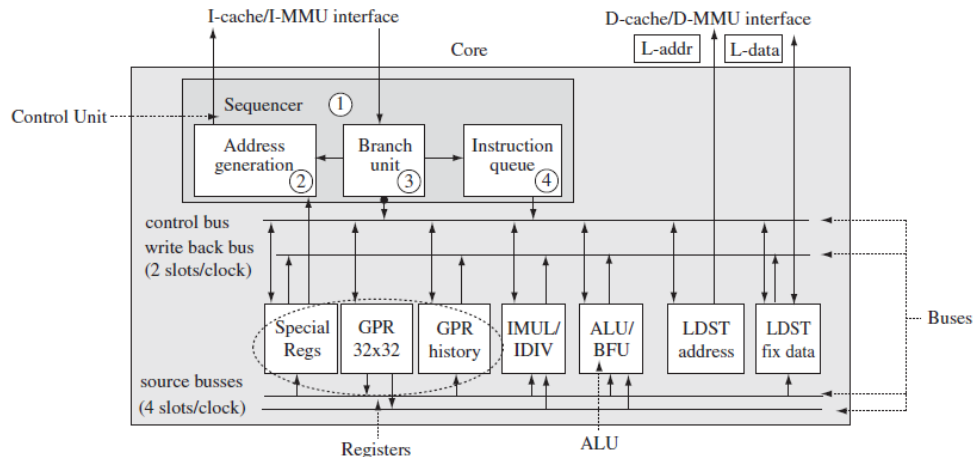 I-cache/I-MMU interface
D-cache/D-MMU interface
Core
L-addr
L-data
Control Unit
Sequencer
1
Address
generation
2
Branch
unit
3
Instruction
queue
4
control bus
write back bus
(2 slots/clock)
Special
Regs
GPR
32x32
GPR
history
IMUL/
IDIV
ALU/
BFU
LDST
address
LDST
fix data
Buses
source busses
(4 slots/clock)
Registers
ALU